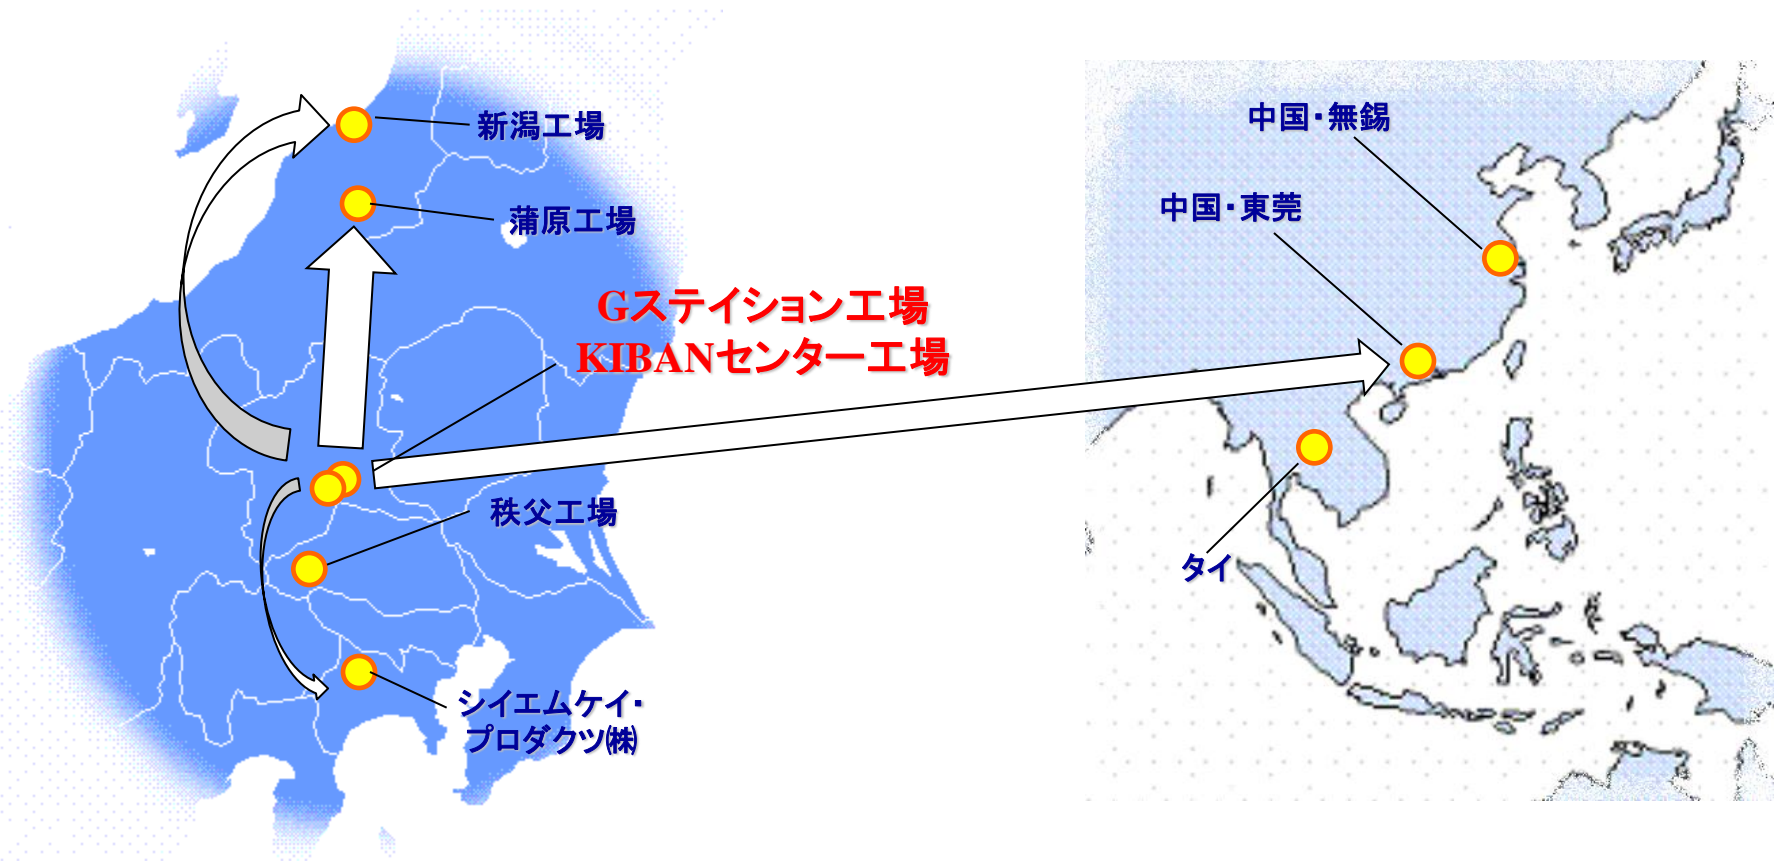 新潟工場
蒲原工場
Gステイション工場
KIBANセンター工場
秩父工場
シイエムケイ・
プロダクツ㈱
中国・無錫
中国・東莞
タイ